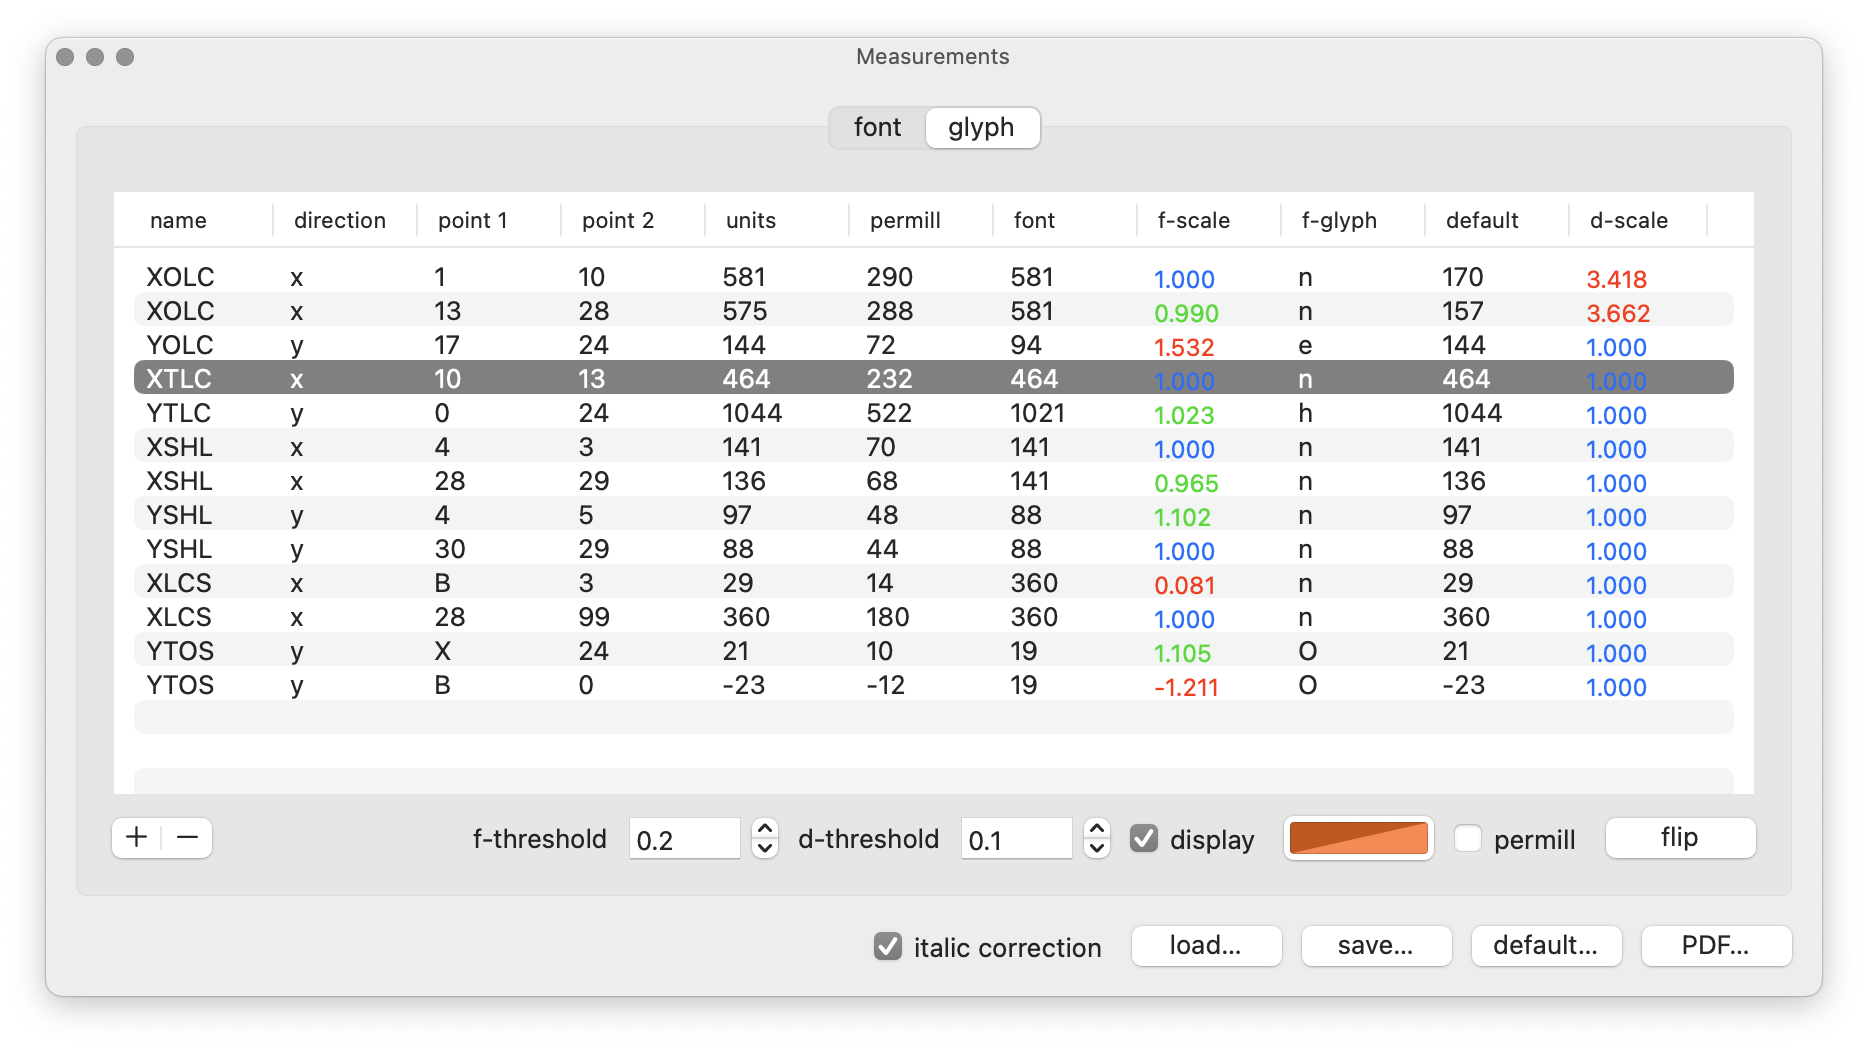 Measurements
font glyph
name direction point 1 point 2 units permill font f-scale f-glyph default d-scale
XOLC x 1 10 581 290 581 1.000 n 170 3.418
XOLC x 13 28 575 288 581 0.990 n 157 3.662
YOLC y 17 24 144 72 94 1.532 e 144 1.000
XTLC x 10 13 464 232 464 1.000 n 464 1.000
YTLC y 0 24 1044 522 1021 1.023 h 1044 1.000
XSHL x 4 3 141 70 141 1.000 n 141 1.000
XSHL x 28 29 136 68 141 0.965 n 136 1.000
YSHL y 4 5 97 48 88 1.102 n 97 1.000
YSHL y 30 29 88 44 88 1.000 n 88 1.000
XLCS x B 3 29 14 360 0.081 n 29 1.000
XLCS x 28 99 360 180 360 1.000 n 360 1.000
YTOS y X 24 21 10 19 1.105 O 21 1.000
YTOS y B 0 -23 -12 19 -1.211 O -23 1.000
+ − f-threshold 0.2 d-threshold 0.1 display permill flip
italic correction load... save... default... PDF...